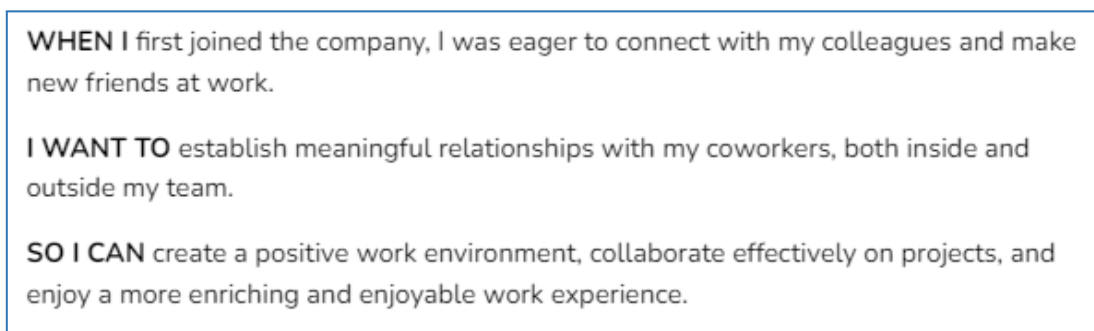 WHEN I first joined the company, I was eager to connect with my colleagues and make
new friends at work.
I WANT TO establish meaningful relationships with my coworkers, both inside and
outside my team.
SO I CAN create a positive work environment, collaborate effectively on projects, and
enjoy a more enriching and enjoyable work experience.